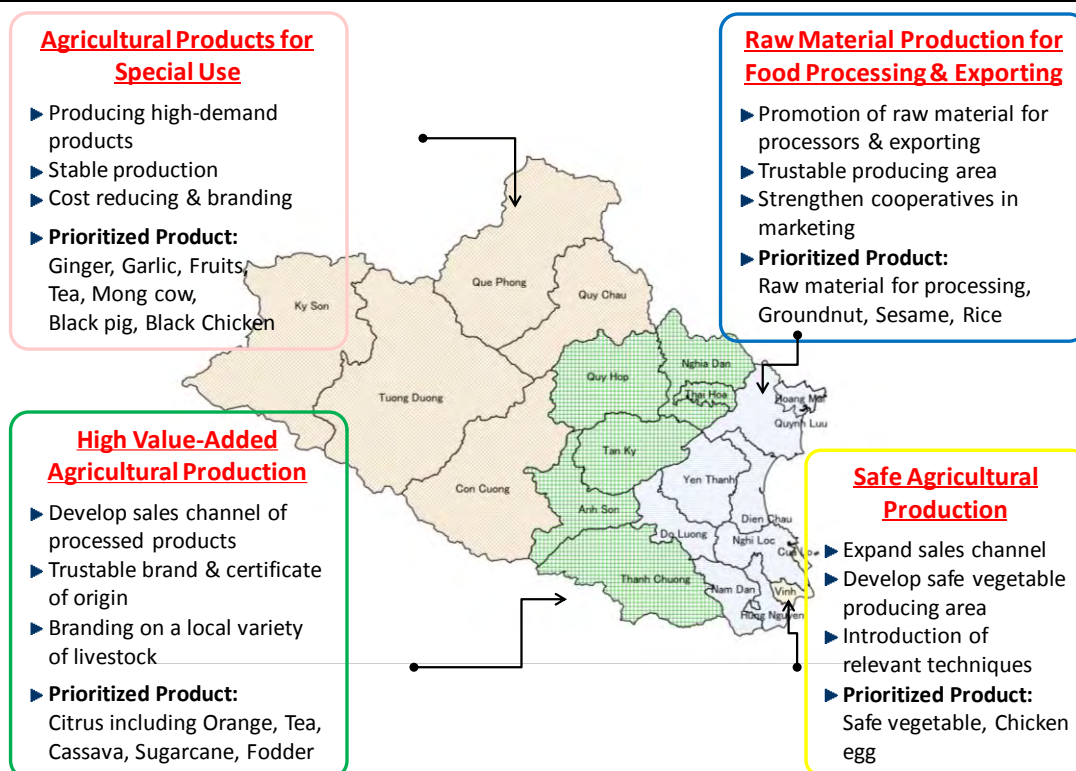 Agricultural Products for
Special Use
Producing high-demand
products
Stable production
Cost reducing & branding
Prioritized Product:
Ginger, Garlic, Fruits,
Tea, Mong cow,
Black pig, Black Chicken
Raw Material Production for
Food Processing & Exporting
Promotion of raw material for
processors & exporting
Trustable producing area
Strengthen cooperatives in
marketing
Prioritized Product:
Raw material for processing,
Groundnut, Sesame, Rice
Ky Son
Que Phong
Quy Chau
Tuong Duong
Quy Hop
Nghia Dan
Thai Hoa
Hoang Mai
Quynh Luu
Tan Ky
Con Cuong
Yen Thanh
Anh Son
Dien Chau
Do Luong
Nghi Loc
Cua Lo
Thanh Chuong
Nam Dan
Vinh
Hung Nguyen
High Value-Added
Agricultural Production
Develop sales channel of
processed products
Trustable brand & certificate
of origin
Branding on a local variety
of livestock
Prioritized Product:
Citrus including Orange, Tea,
Cassava, Sugarcane, Fodder
Safe Agricultural
Production
Expand sales channel
Develop safe vegetable
producing area
Introduction of
relevant techniques
Prioritized Product:
Safe vegetable, Chicken
egg